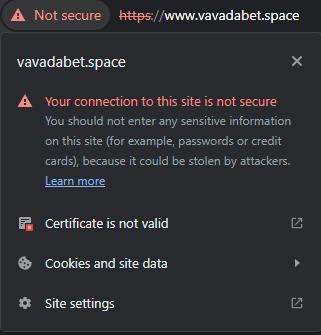 Not secure https://www.vavadabet.space
vavadabet.space
Your connection to this site is not secure
You should not enter any sensitive information
on this site (for example, passwords or credit
cards), because it could be stolen by attackers.
Learn more
Certificate is not valid
Cookies and site data
Site settings